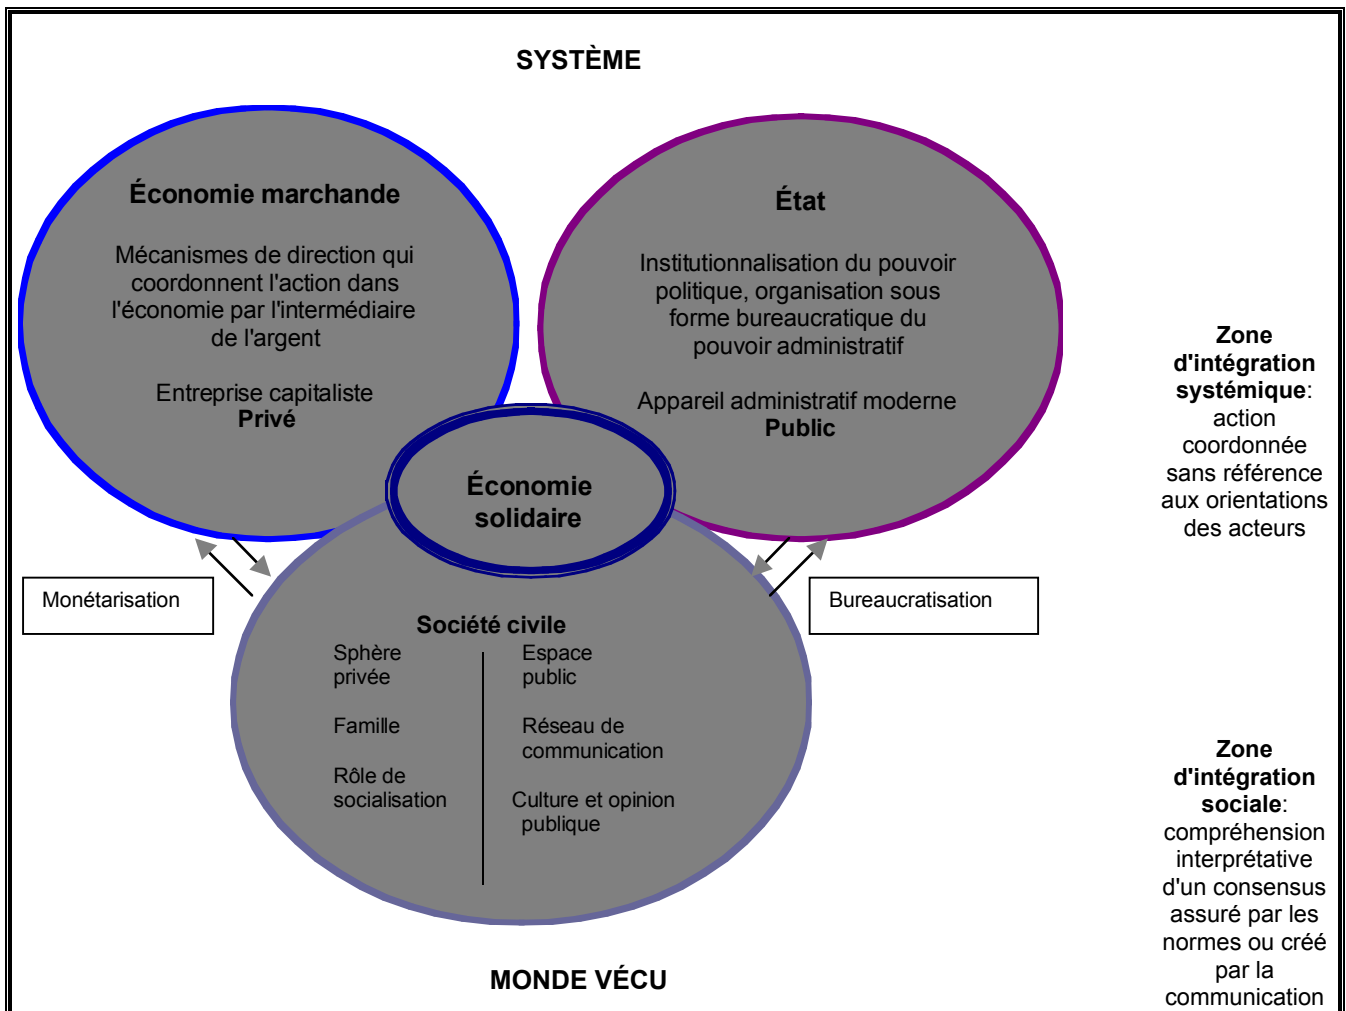 SYSTÈME
Économie marchande
Mécanismes de direction qui
coordonnent l'action dans
l'économie par l'intermédiaire
de l'argent
Entreprise capitaliste
Privé
État
Institutionnalisation du pouvoir
politique, organisation sous
forme bureaucratique du
pouvoir administratif
Appareil administratif moderne
Public
Zone
d'intégration
systémique:
action
coordonnée
sans référence
aux orientations
des acteurs
Économie
solidaire
Monétarisation
Bureaucratisation
Société civile
Sphère
privée
Famille
Rôle de
socialisation
Espace
public
Réseau de
communication
Culture et opinion
publique
Zone
d'intégration
sociale:
compréhension
interprétative
d'un consensus
assuré par les
normes ou créé
par la
communication
MONDE VÉCU